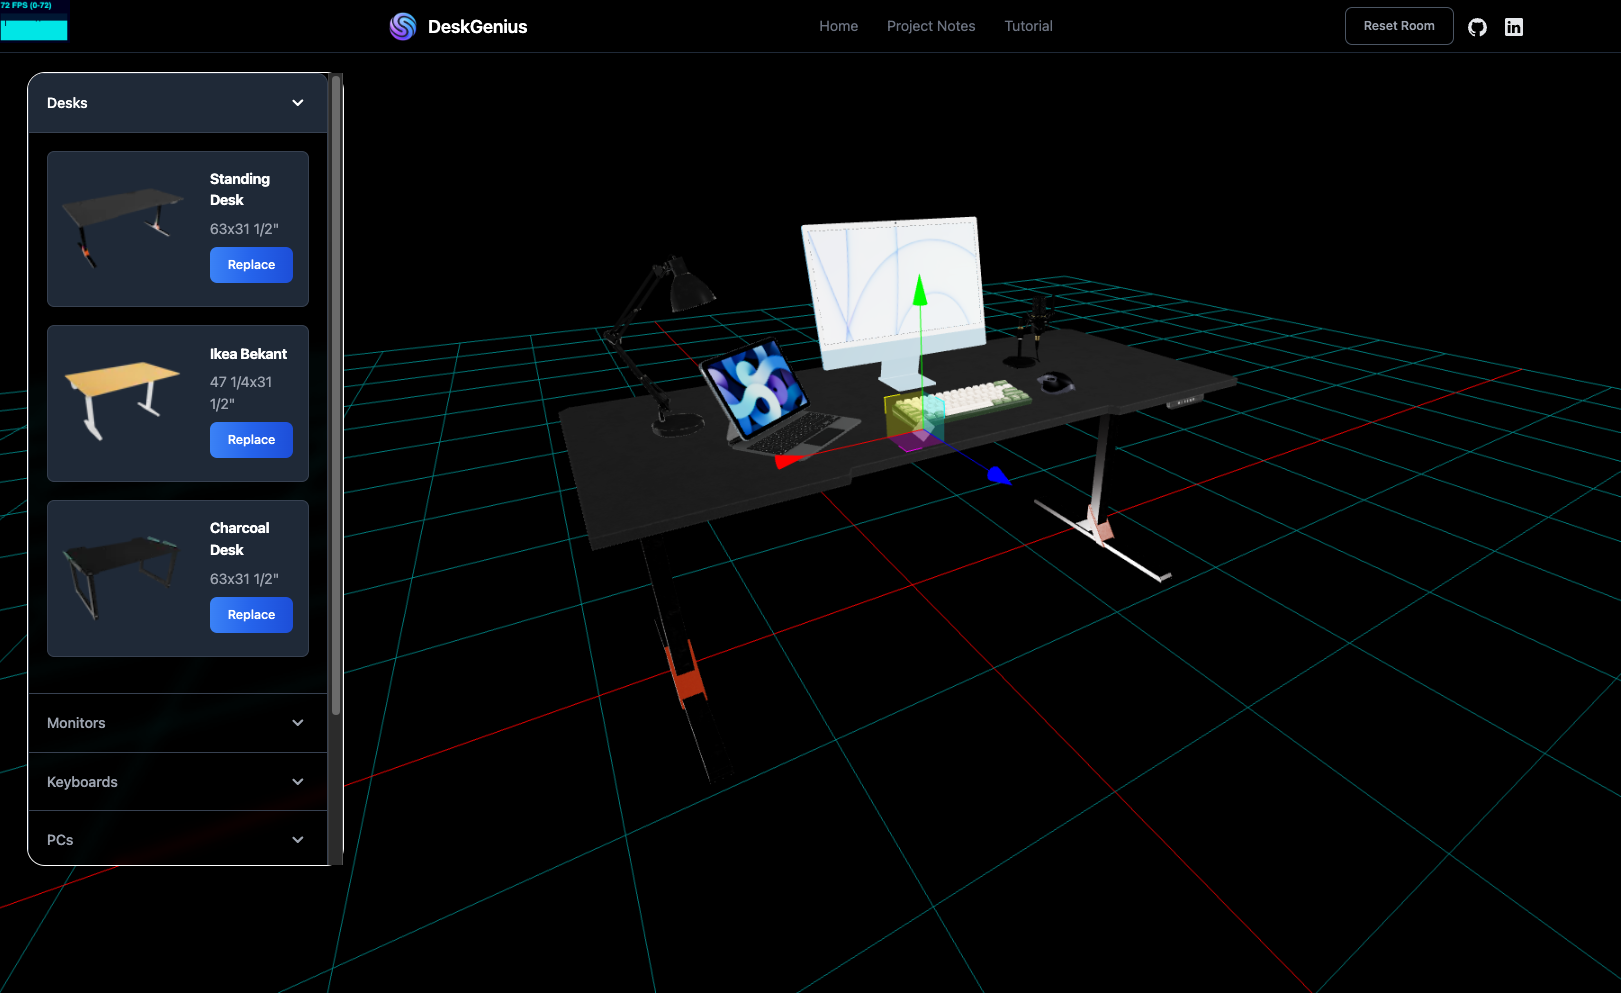 72 FPS (0-72)
DeskGenius
Home
Project Notes
Tutorial
Reset Room
Desks
Standing
Desk
63x31 1/2"
Replace
Ikea Bekant
47 1/4x31
1/2"
Replace
Charcoal
Desk
63x31 1/2"
Replace
Monitors
Keyboards
PCs